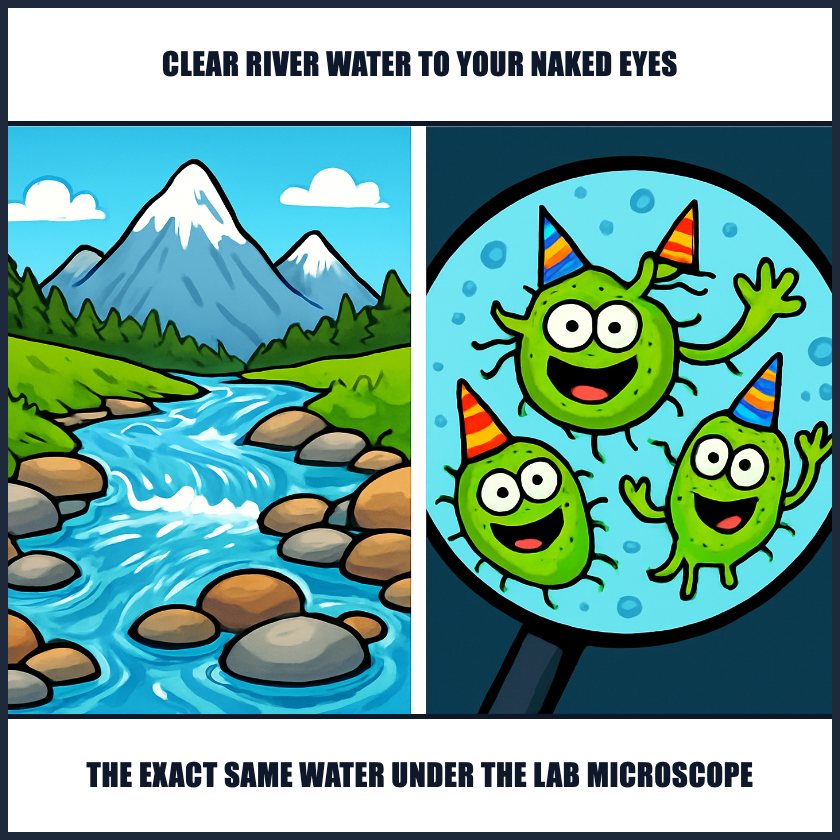 CLEAR RIVER WATER TO YOUR NAKED EYES
THE EXACT SAME WATER UNDER THE LAB MICROSCOPE